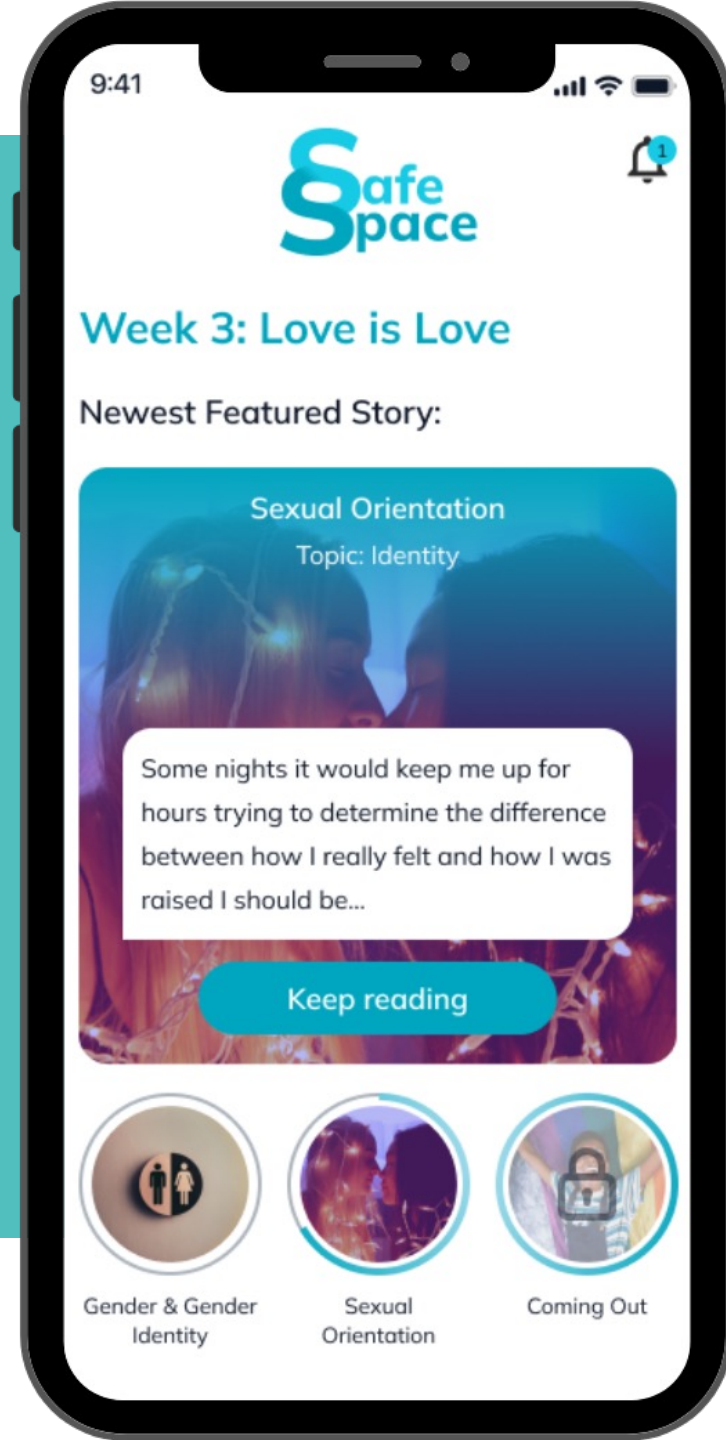 9:41
1
Safe
Space
Week 3: Love is Love
Newest Featured Story:
Sexual Orientation
Topic: Identity
Some nights it would keep me up for
hours trying to determine the difference
between how I really felt and how I was
raised I should be...
Keep reading
Gender & Gender
Identity
Sexual
Orientation
Coming Out